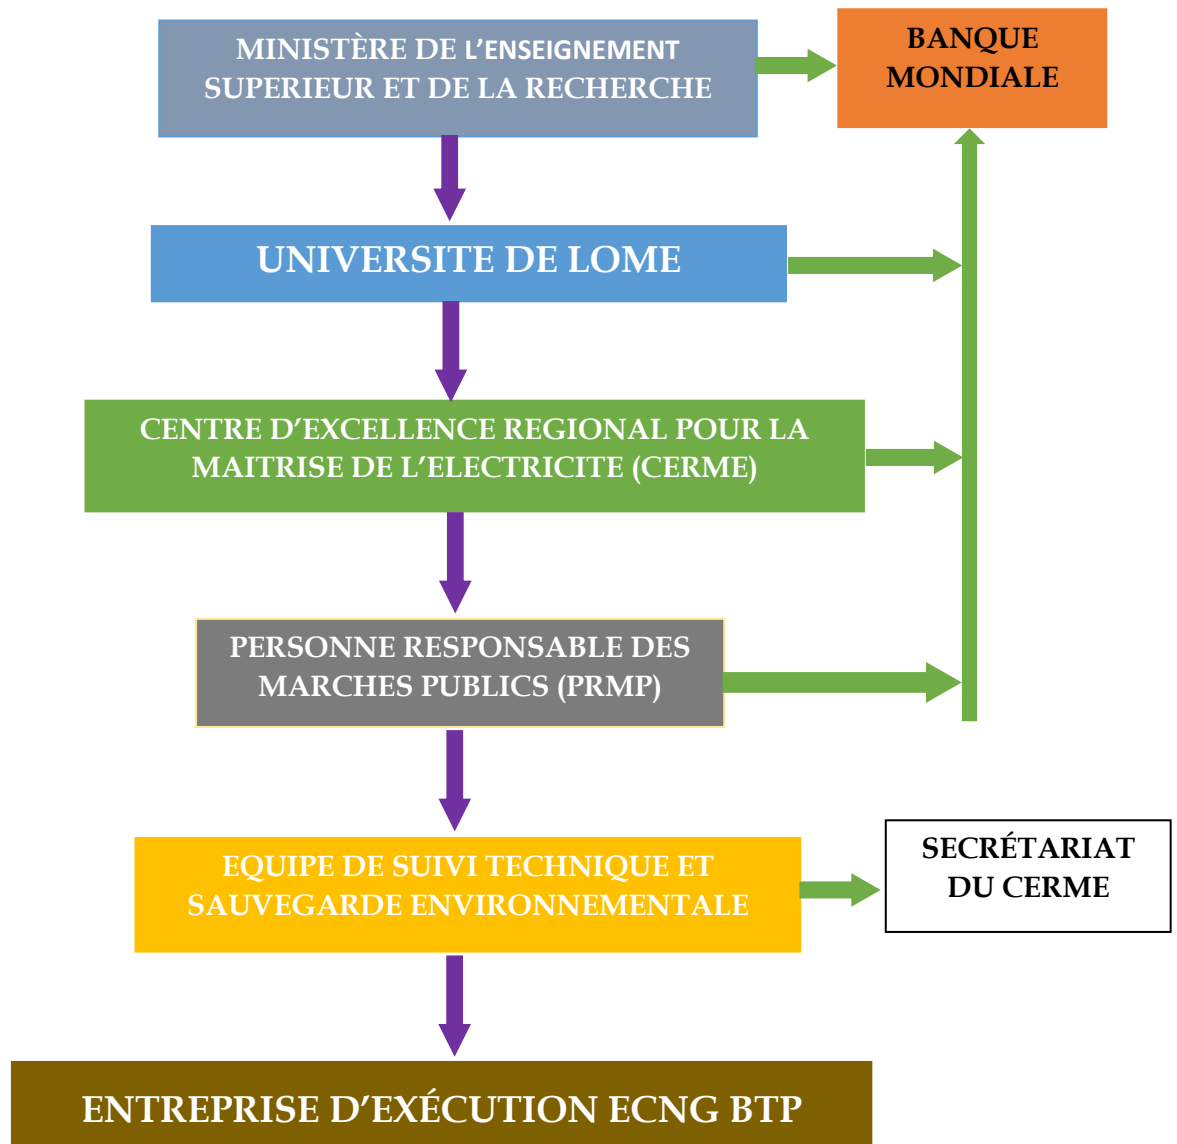 MINISTÈRE DE L’ENSEIGNEMENT
SUPERIEUR ET DE LA RECHERCHE
BANQUE
MONDIALE
UNIVERSITE DE LOME
CENTRE D’EXCELLENCE REGIONAL POUR LA
MAITRISE DE L’ELECTRICITE (CERME)
PERSONNE RESPONSABLE DES
MARCHES PUBLICS (PRMP)
EQUIPE DE SUIVI TECHNIQUE ET
SAUVEGARDE ENVIRONNEMENTALE
SECRÉTARIAT
DU CERME
ENTREPRISE D’EXÉCUTION ECNG BTP